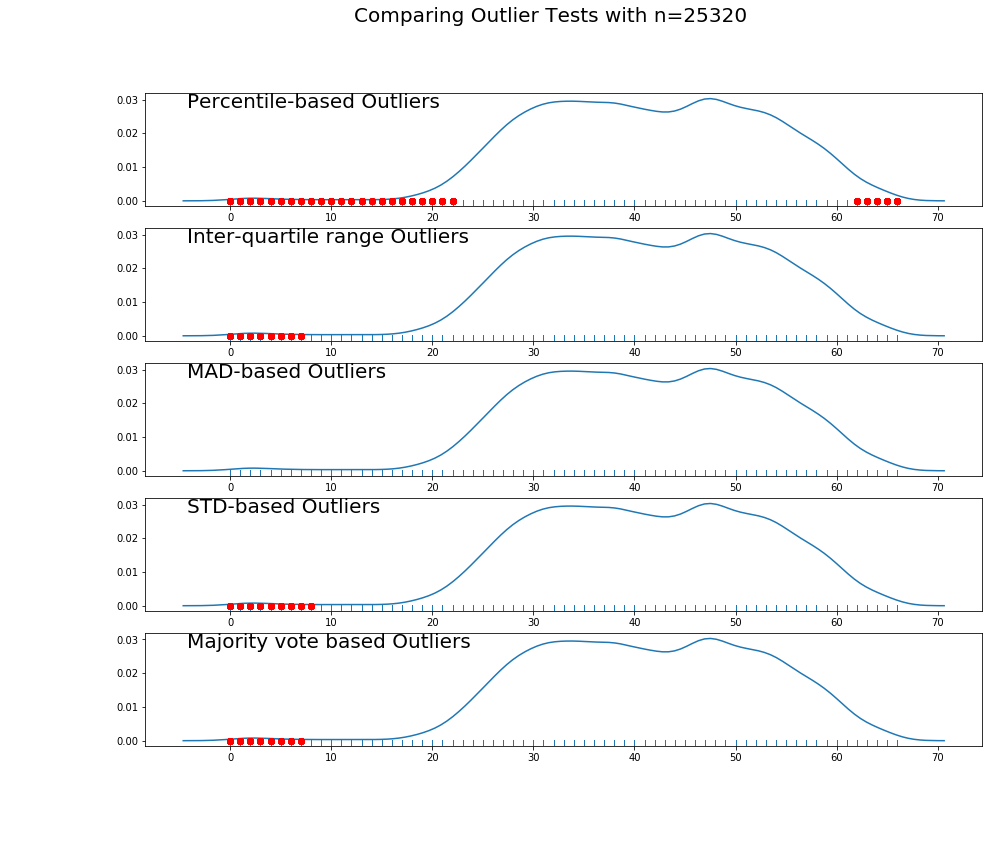 Comparing Outlier Tests with n=25320
Percentile-based Outliers
0.03
0.02
0.01
0.00
0 10 20 30 40 50 60 70
Inter-quartile range Outliers
0.03
0.02
0.01
0.00
0 10 20 30 40 50 60 70
MAD-based Outliers
0.03
0.02
0.01
0.00
0 10 20 30 40 50 60 70
STD-based Outliers
0.03
0.02
0.01
0.00
0 10 20 30 40 50 60 70
Majority vote based Outliers
0.03
0.02
0.01
0.00
0 10 20 30 40 50 60 70